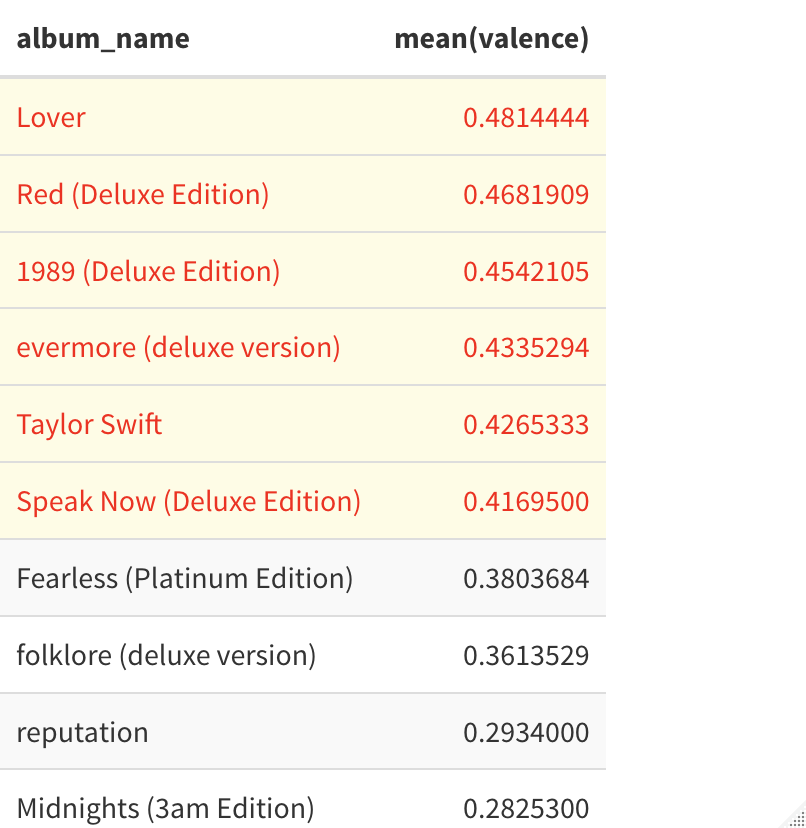 album_name mean(valence)
Lover 0.4814444
Red (Deluxe Edition) 0.4681909
1989 (Deluxe Edition) 0.4542105
evermore (deluxe version) 0.4335294
Taylor Swift 0.4265333
Speak Now (Deluxe Edition) 0.4169500
Fearless (Platinum Edition) 0.3803684
folklore (deluxe version) 0.3613529
reputation 0.2934000
Midnights (3am Edition) 0.2825300